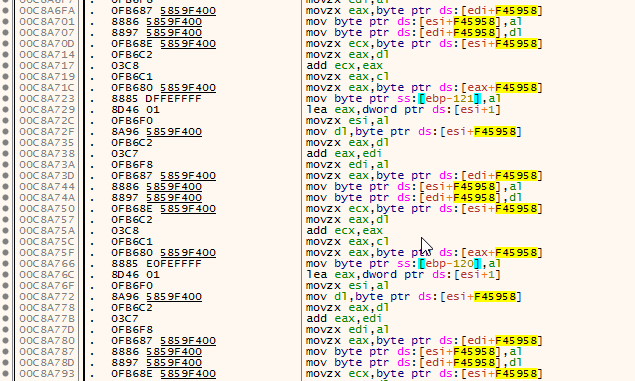 00C8A6FA . 0FB687 5859F400 movzx eax,byte ptr ds:[edi+F45958]
00C8A701 . 8886 5859F400 mov byte ptr ds:[esi+F45958],al
00C8A707 . 8897 5859F400 mov byte ptr ds:[edi+F45958],dl
00C8A70D . 0FB68E 5859F400 movzx ecx,byte ptr ds:[esi+F45958]
00C8A714 . 0FB6C2 movzx eax,dl
00C8A717 . 03C8 add ecx,eax
00C8A719 . 0FB6C1 movzx eax,cl
00C8A71C . 0FB680 5859F400 movzx eax,byte ptr ds:[eax+F45958]
00C8A723 . 8885 DFFEFFFF mov byte ptr ss:[ebp-121],al
00C8A729 . 8D46 01 lea eax,dword ptr ds:[esi+1]
00C8A72C . 0FB6F0 movzx esi,al
00C8A72F . 8A96 5859F400 mov dl,byte ptr ds:[esi+F45958]
00C8A735 . 0FB6C2 movzx eax,dl
00C8A738 . 03C7 add eax,edi
00C8A73A . 0FB6F8 movzx edi,al
00C8A73D . 0FB687 5859F400 movzx eax,byte ptr ds:[edi+F45958]
00C8A744 . 8886 5859F400 mov byte ptr ds:[esi+F45958],al
00C8A74A . 8897 5859F400 mov byte ptr ds:[edi+F45958],dl
00C8A750 . 0FB68E 5859F400 movzx ecx,byte ptr ds:[esi+F45958]
00C8A757 . 0FB6C2 movzx eax,dl
00C8A75A . 03C8 add ecx,eax
00C8A75C . 0FB6C1 movzx eax,cl
00C8A75F . 0FB680 5859F400 movzx eax,byte ptr ds:[eax+F45958]
00C8A766 . 8885 E0FEFFFF mov byte ptr ss:[ebp-120],al
00C8A76C . 8D46 01 lea eax,dword ptr ds:[esi+1]
00C8A76F . 0FB6F0 movzx esi,al
00C8A772 . 8A96 5859F400 mov dl,byte ptr ds:[esi+F45958]
00C8A778 . 0FB6C2 movzx eax,dl
00C8A77B . 03C7 add eax,edi
00C8A77D . 0FB6F8 movzx edi,al
00C8A780 . 0FB687 5859F400 movzx eax,byte ptr ds:[edi+F45958]
00C8A787 . 8886 5859F400 mov byte ptr ds:[esi+F45958],al
00C8A78D . 8897 5859F400 mov byte ptr ds:[edi+F45958],dl
00C8A793 . 0FB68E 5859F400 movzx ecx,byte ptr ds:[esi+F45958]